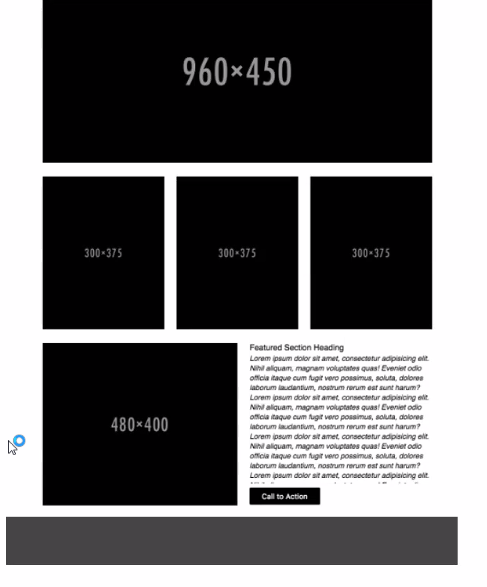 960×450
300×375
300×375
300×375
480×400
Featured Section Heading
Lorem ipsum dolor sit amet, consectetur adipisicing elit.
Nihil aliquam, magnam voluptates quas! Eveniet odio
officia itaque cum fugit vero possimus, soluta, dolores
laborum laudantium, nostrum rerum est sunt harum?
Lorem ipsum dolor sit amet, consectetur adipisicing elit.
Nihil aliquam, magnam voluptates quas! Eveniet odio
officia itaque cum fugit vero possimus, soluta, dolores
laborum laudantium, nostrum rerum est sunt harum?
Lorem ipsum dolor sit amet, consectetur adipisicing elit.
Nihil aliquam, magnam voluptates quas! Eveniet odio
officia itaque cum fugit vero possimus, soluta, dolores
laborum laudantium, nostrum rerum est sunt harum?
Lorem ipsum dolor sit amet, consectetur adipisicing elit.
Call to Action